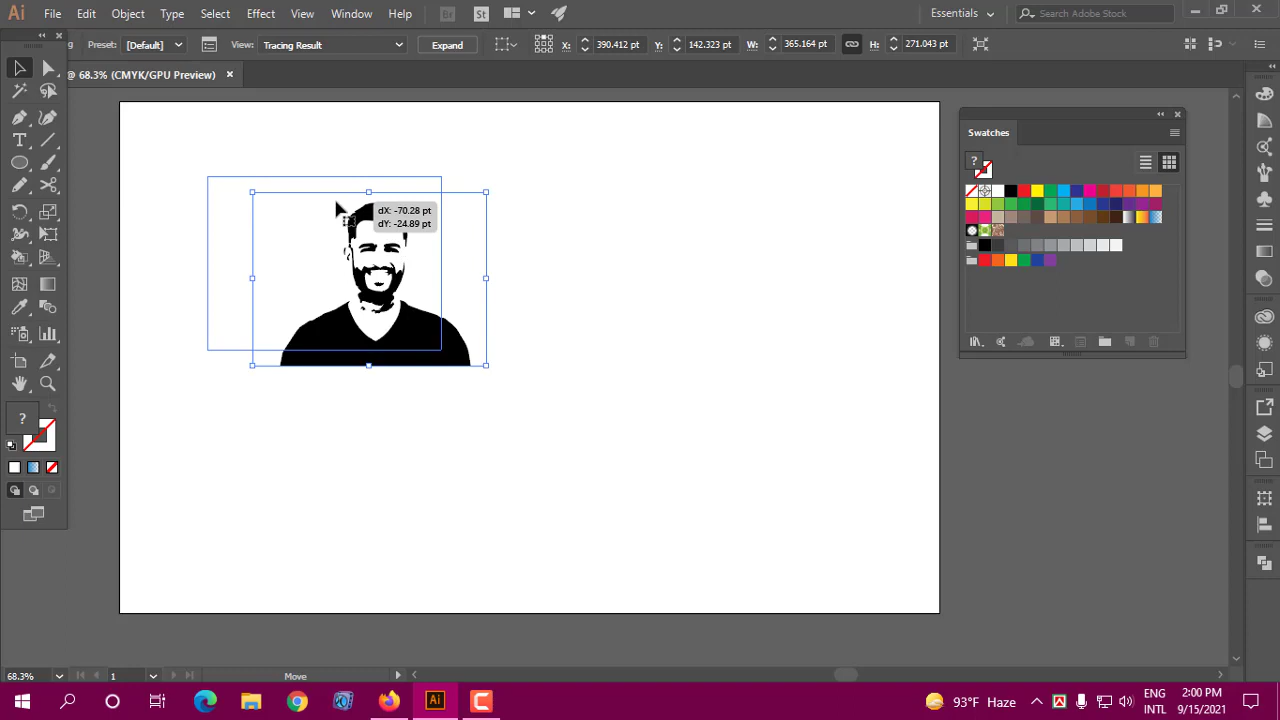 Ai File Edit Object Type Select Effect View Window Help Br St Essentials Search Adobe Stock
Preset: [Default] View: Tracing Result Expand X: 390.412 pt Y: 142.323 pt W: 365.164 pt H: 271.043 pt
@ 68.3% (CMYK/GPU Preview)
Swatches
?
dX: -70.28 pt
dY: -24.89 pt
?
68.3% 1 Move
Ai 93°F Haze ENG INTL 2:00 PM 9/15/2021